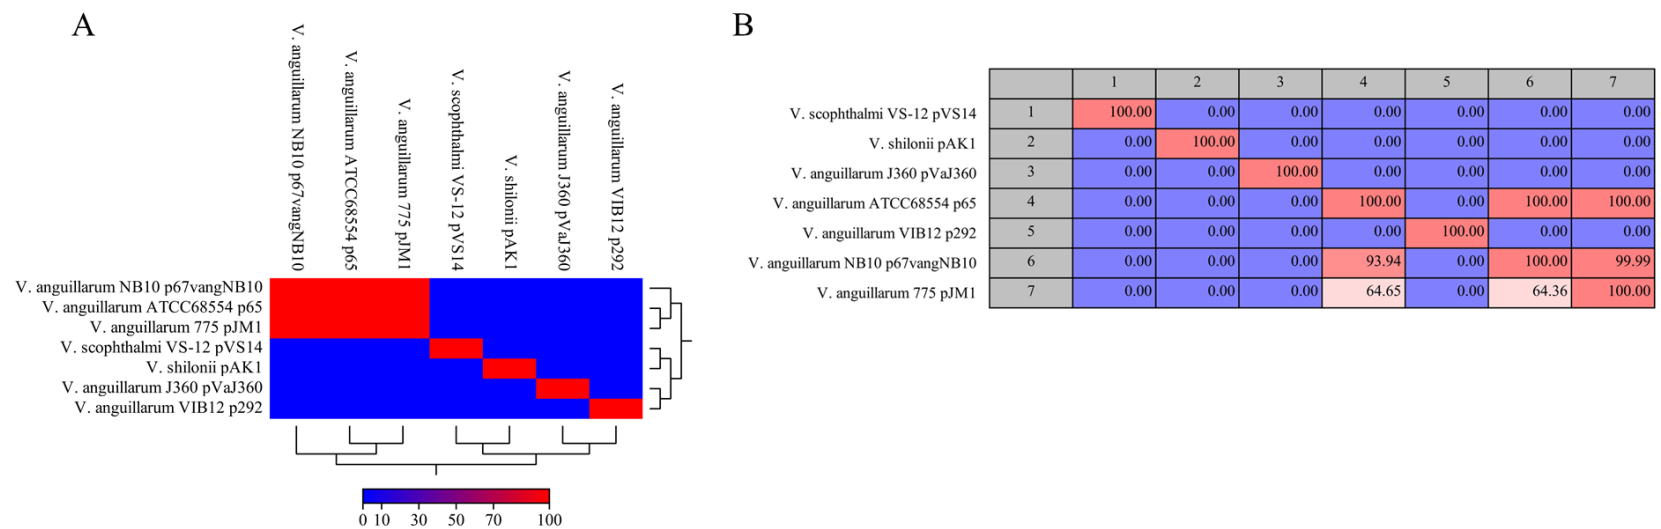 A
V. anguillarum NB10 p67vangNB10
V. anguillarum ATCC68554 p65
V. anguillarum 775 pJM1
V. scophthalmi VS-12 pVS14
V. shilonii pAK1
V. anguillarum J360 pVaJ360
V. anguillarum VIB12 p292
V. anguillarum NB10 p67vangNB10
V. anguillarum ATCC68554 p65
V. anguillarum 775 pJM1
V. scophthalmi VS-12 pVS14
V. shilonii pAK1
V. anguillarum J360 pVaJ360
V. anguillarum VIB12 p292
0 10 30 50 70 100
B
1 2 3 4 5 6 7
V. scophthalmi VS-12 pVS14 1 100.00 0.00 0.00 0.00 0.00 0.00 0.00
V. shilonii pAK1 2 0.00 100.00 0.00 0.00 0.00 0.00 0.00
V. anguillarum J360 pVaJ360 3 0.00 0.00 100.00 0.00 0.00 0.00 0.00
V. anguillarum ATCC68554 p65 4 0.00 0.00 0.00 100.00 0.00 100.00 100.00
V. anguillarum VIB12 p292 5 0.00 0.00 0.00 0.00 100.00 0.00 0.00
V. anguillarum NB10 p67vangNB10 6 0.00 0.00 0.00 93.94 0.00 100.00 99.99
V. anguillarum 775 pJM1 7 0.00 0.00 0.00 64.65 0.00 64.36 100.00